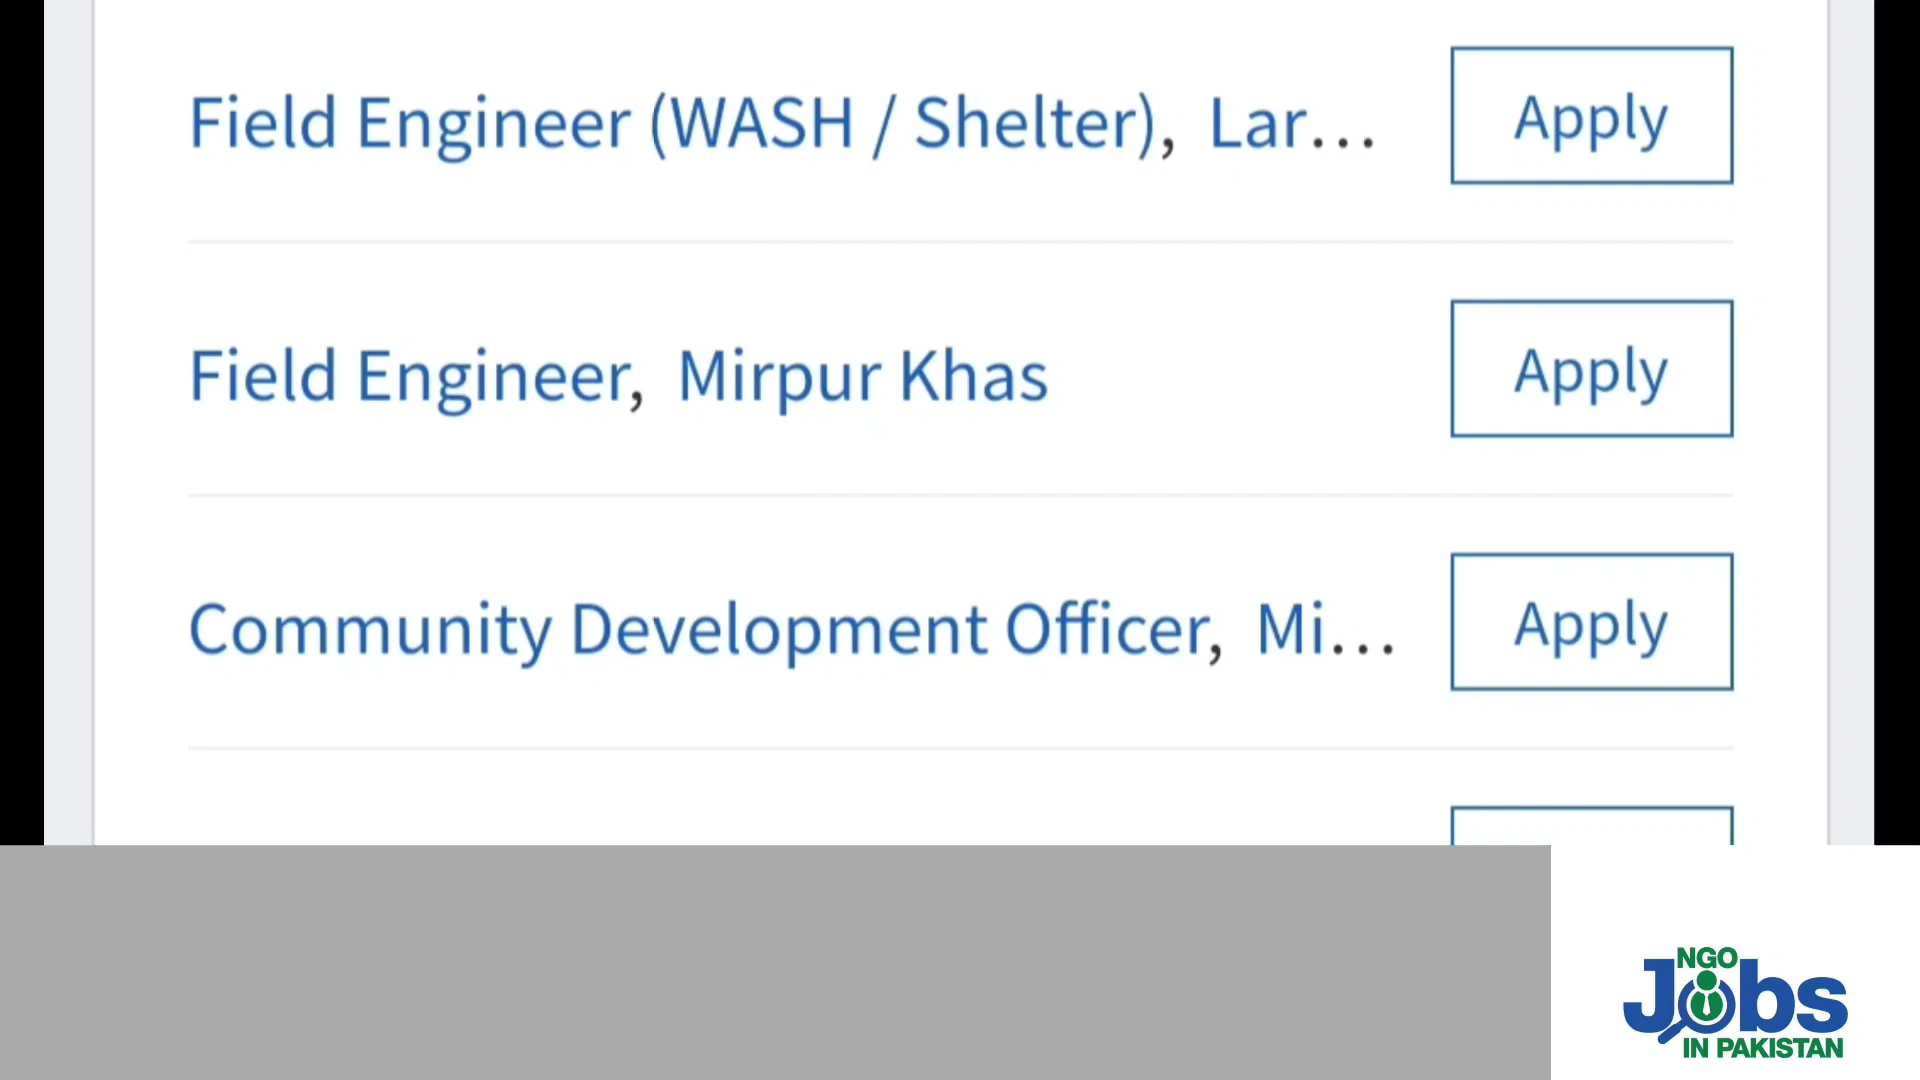 Field Engineer (WASH / Shelter), Lar...
Apply
Field Engineer, Mirpur Khas
Apply
Community Development Officer, Mi...
Apply
NGO
Jobs
IN PAKISTAN